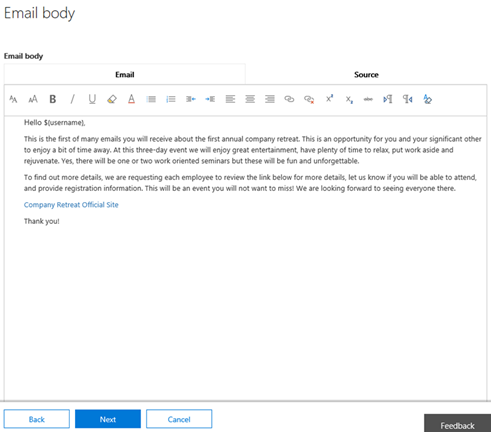 Email body
Email body
Email
Source
Hello ${username},
This is the first of many emails you will receive about the first annual company retreat. This is an opportunity for you and your significant other
to enjoy a bit of time away. At this three-day event we will enjoy great entertainment, have plenty of time to relax, put work aside and
rejuvenate. Yes, there will be one or two work oriented seminars but these will be fun and unforgettable.
To find out more details, we are requesting each employee to review the link below for more details, let us know if you will be able to attend,
and provide registration information. This will be an event you will not want to miss! We are looking forward to seeing everyone there.
Company Retreat Official Site
Thank you!
Back
Next
Cancel
Feedback